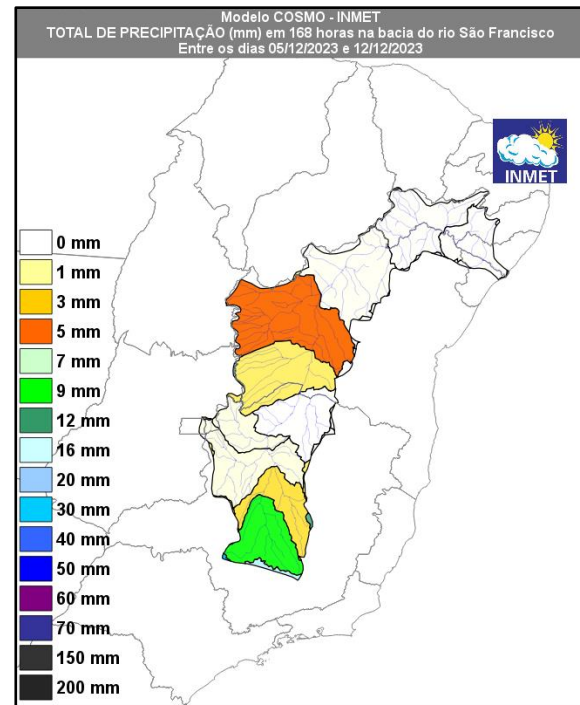 Modelo COSMO - INMET
TOTAL DE PRECIPITAÇÃO (mm) em 168 horas na bacia do rio São Francisco
Entre os dias 05/12/2023 e 12/12/2023
INMET
0 mm
1 mm
3 mm
5 mm
7 mm
9 mm
12 mm
16 mm
20 mm
30 mm
40 mm
50 mm
60 mm
70 mm
150 mm
200 mm